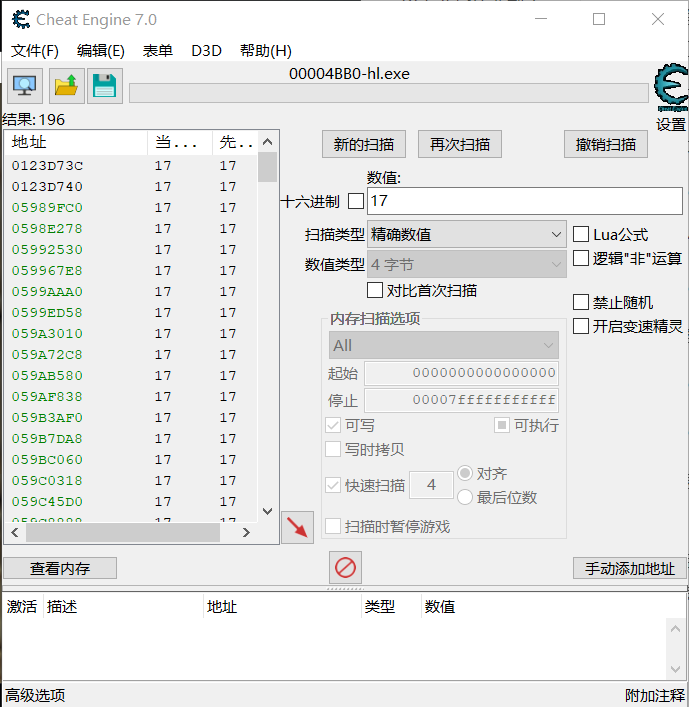 Cheat Engine 7.0
文件(F) 编辑(E) 表单 D3D 帮助(H)
00004BB0-hl.exe
设置
结果: 196
地址 当... 先..
0123D73C 17 17
0123D740 17 17
05989FC0 17 17
0598E278 17 17
05992530 17 17
059967E8 17 17
0599AAA0 17 17
0599ED58 17 17
059A3010 17 17
059A72C8 17 17
059AB580 17 17
059AF838 17 17
059B3AF0 17 17
059B7DA8 17 17
059BC060 17 17
059C0318 17 17
059C45D0 17 17
新的扫描 再次扫描 撤销扫描
数值:
十六进制 17
扫描类型 精确数值 Lua公式
数值类型 4 字节 逻辑"非"运算
对比首次扫描
禁止随机
内存扫描选项
开启变速精灵
All
起始 0000000000000000
停止 00007fffffffffff
可写 可执行
写时拷贝
快速扫描 4 对齐
最后位数
扫描时暂停游戏
查看内存 手动添加地址
激活 描述 地址 类型 数值
高级选项 附加注释